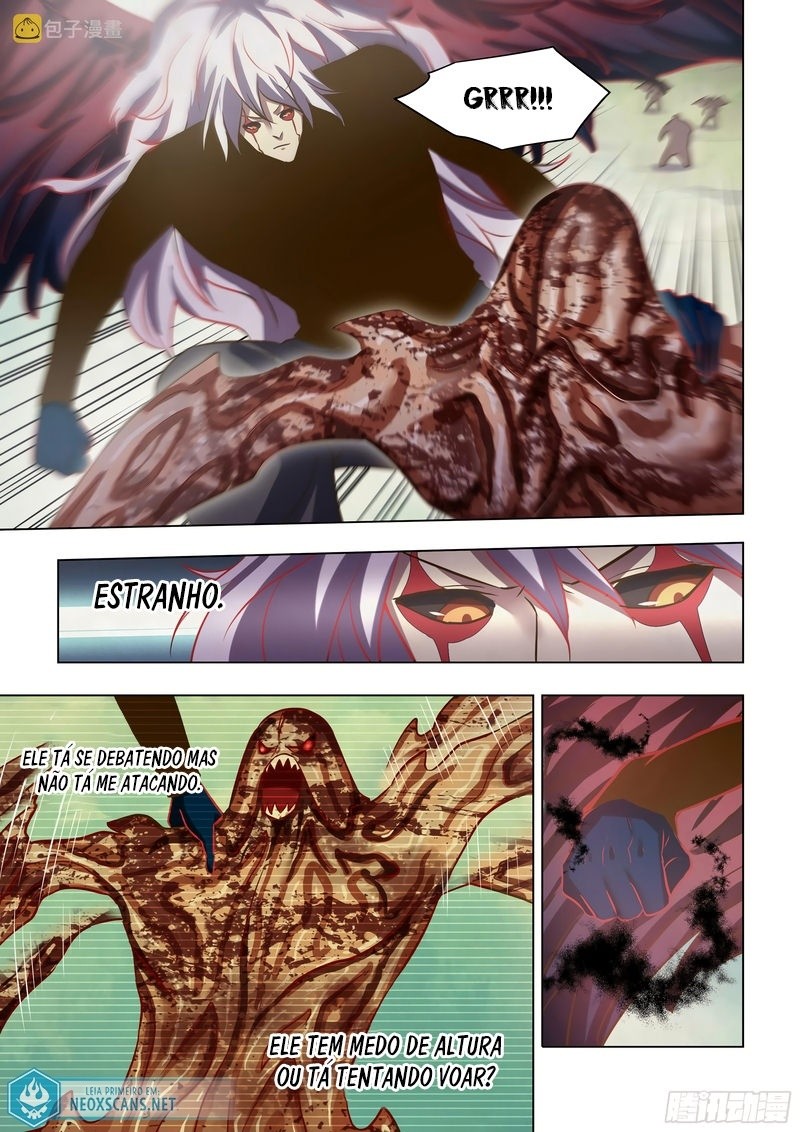 包子漫畫
GRRR!!!
ESTRANHO.
ELE TÁ SE DEBATENDO MAS
NÃO TÁ ME ATACANDO.
ELE TEM MEDO DE ALTURA
OU TÁ TENTANDO VOAR?
LEIA PRIMEIRO EM:
NEOXSCANS.NET
腾讯动漫